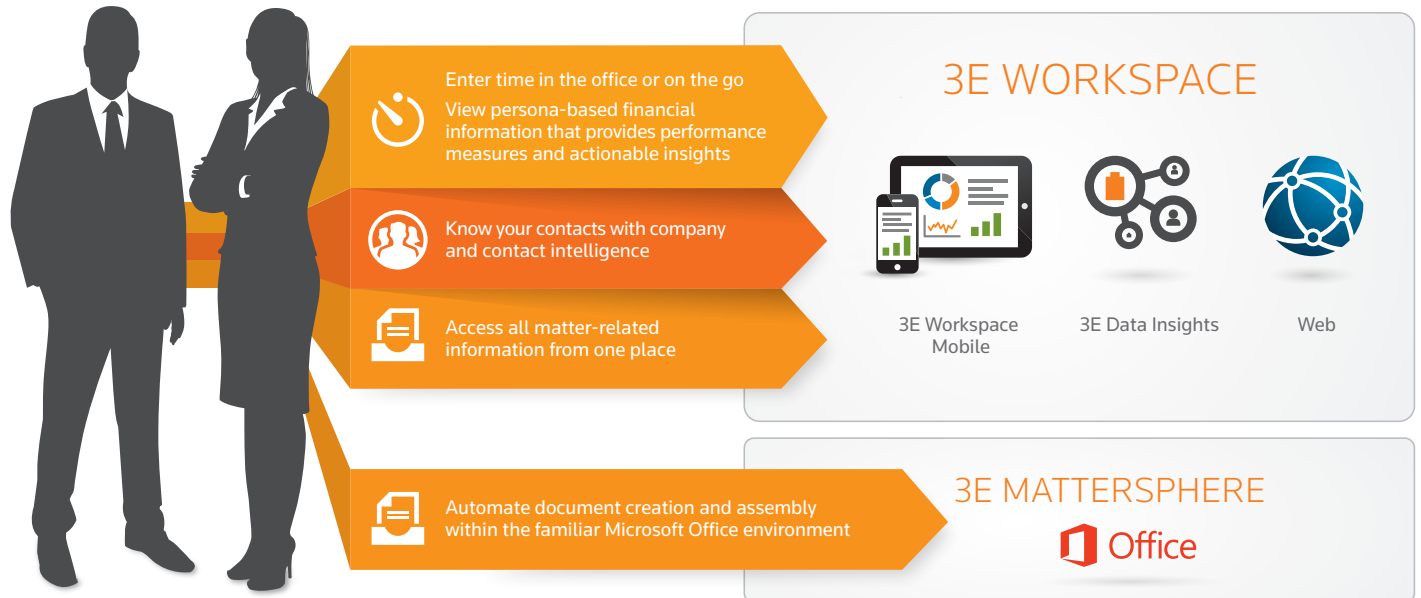 Enter time in the office or on the go
View persona-based financial
information that provides performance
measures and actionable insights
Know your contacts with company
and contact intelligence
Access all matter-related
information from one place
Automate document creation and assembly
within the familiar Microsoft Office environment
3E WORKSPACE
3E Workspace
Mobile
3E Data Insights
Web
3E MATTERSPHERE
Office